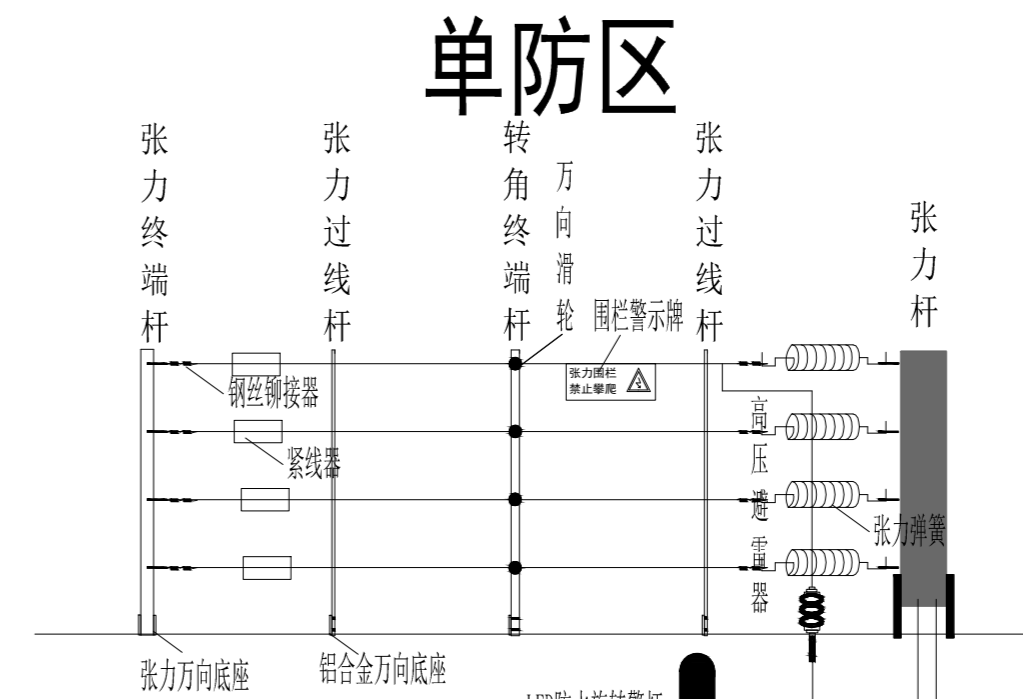 单防区
张力终端杆
张力过线杆
转角终端杆
万向滑轮
围栏警示牌
张力过线杆
张力杆
张力围栏
禁止攀爬
钢丝铆接器
紧线器
高压避雷器
张力弹簧
张力万向底座
铝合金万向底座